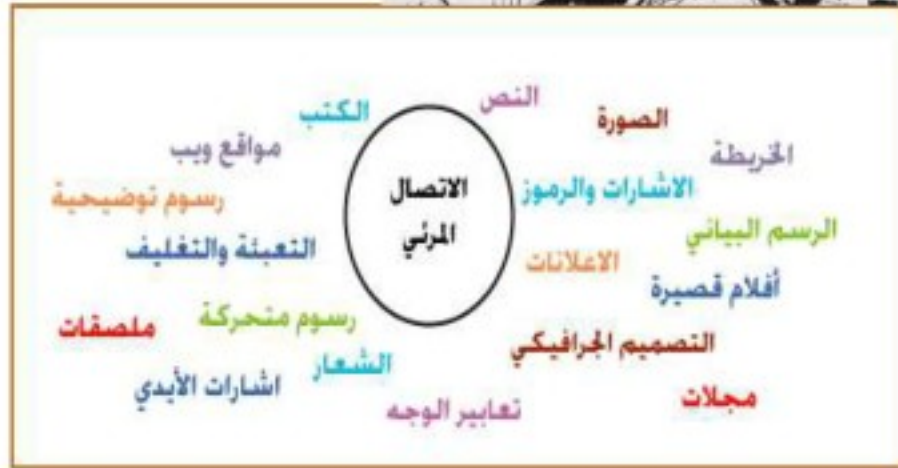 النص
الكتب
الصورة
مواقع ويب
الخريطة
الاتصال
المرئي
الاشارات والرموز
رسوم توضيحية
الرسم البياني
التعبئة والتغليف
الاعلانات
أفلام قصيرة
رسوم متحركة
ملصقات
التصميم الجرافيكي
الشعار
اشارات الأيدي
مجلات
تعابير الوجه